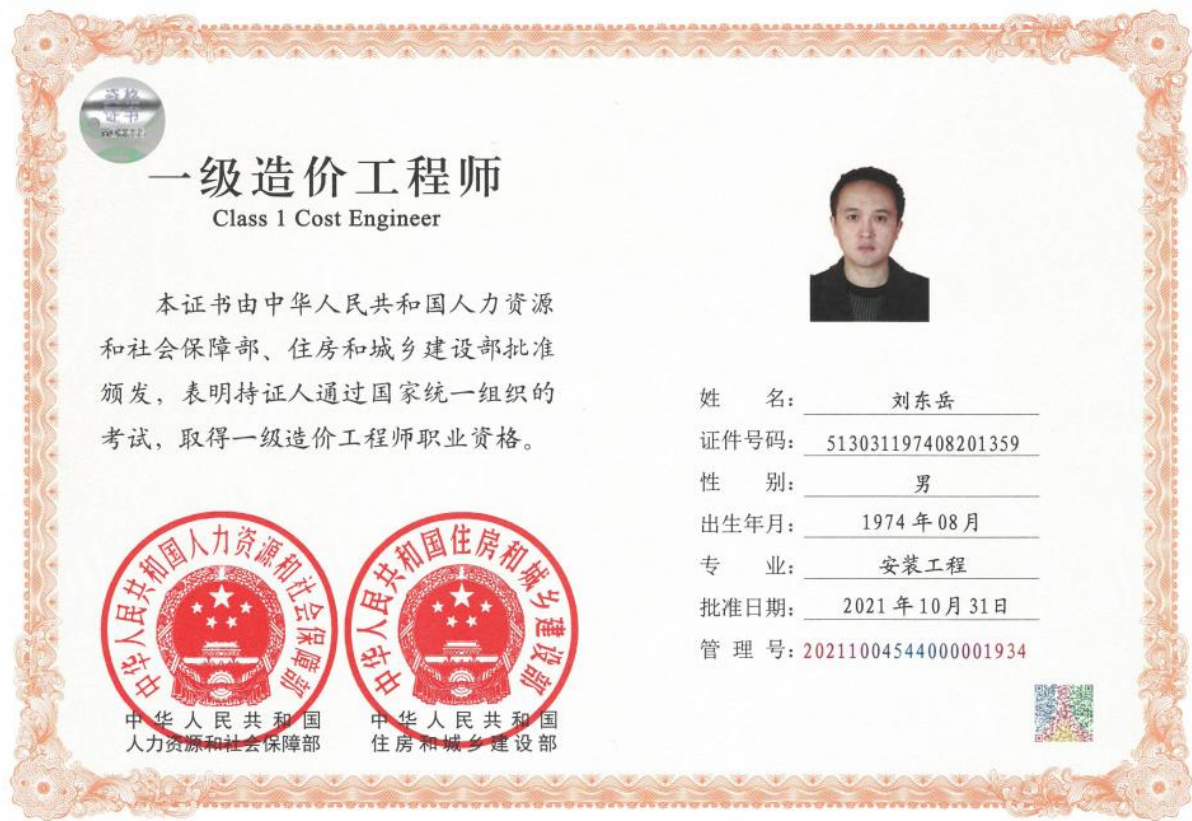 资格
证书
一级造价工程师
Class 1 Cost Engineer
本证书由中华人民共和国人力资源
和社会保障部、住房和城乡建设部批准
颁发，表明持证人通过国家统一组织的
考试，取得一级造价工程师职业资格。
姓 名：刘东岳
证件号码：513031197408201359
性 别：男
出生年月：1974年08月
专 业：安装工程
批准日期：2021年10月31日
管 理 号：20211004544000001934
中华人民共和国人力资源和社会保障部
中华人民共和国住房和城乡建设部
中华人民共和国
人力资源和社会保障部
中华人民共和国
住房和城乡建设部